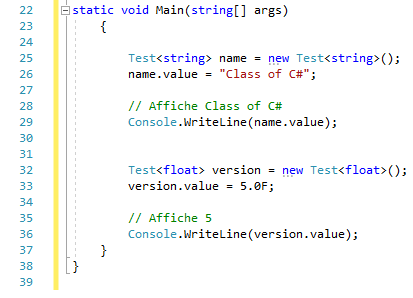 22 static void Main(string[] args)
23 {
24
25 Test<string> name = new Test<string>();
26 name.value = "Class of C#";
27
28 // Affiche Class of C#
29 Console.WriteLine(name.value);
30
31
32 Test<float> version = new Test<float>();
33 version.value = 5.0F;
34
35 // Affiche 5
36 Console.WriteLine(version.value);
37 }
38 }
39